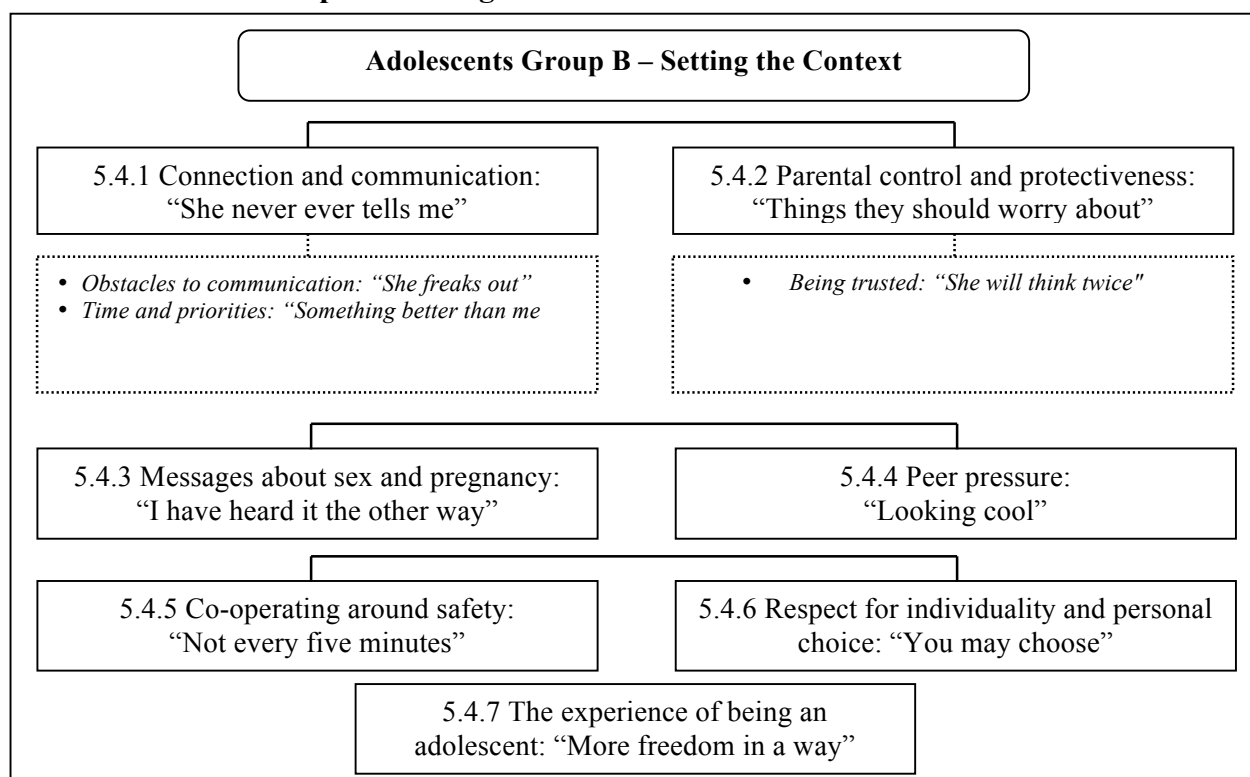 Adolescents Group B – Setting the Context
5.4.1 Connection and communication:
“She never ever tells me”
5.4.2 Parental control and protectiveness:
“Things they should worry about”
• Obstacles to communication: “She freaks out”
• Time and priorities: “Something better than me
• Being trusted: “She will think twice"
5.4.3 Messages about sex and pregnancy:
“I have heard it the other way”
5.4.4 Peer pressure:
“Looking cool”
5.4.5 Co-operating around safety:
“Not every five minutes”
5.4.6 Respect for individuality and personal
choice: “You may choose”
5.4.7 The experience of being an
adolescent: “More freedom in a way”